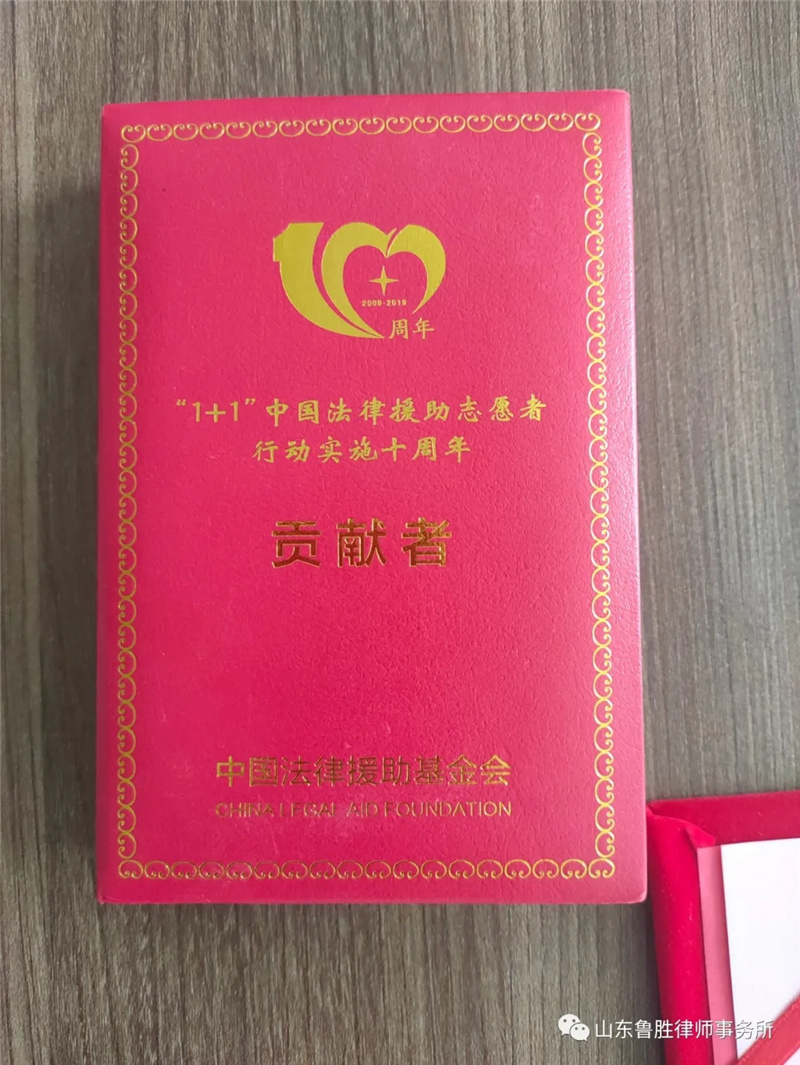 10
2009-2019
周年
“1+1”中国法律援助志愿者
行动实施十周年
贡献者
中国法律援助基金会
CHINA LEGAL AID FOUNDATION
山东鲁胜律师事务所